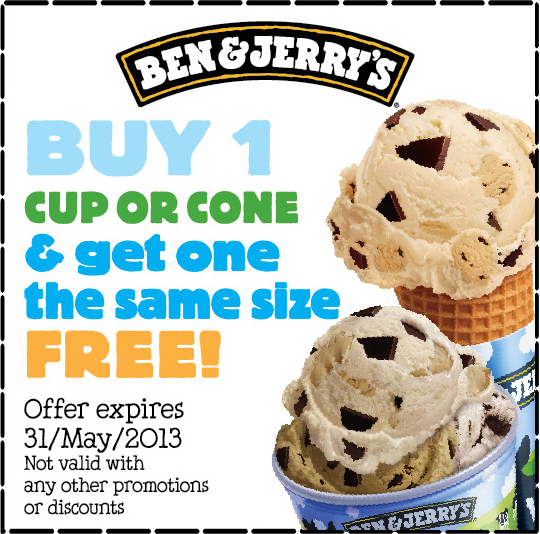 BEN & JERRY'S
BUY 1
CUP OR CONE
& get one
the same size
FREE!
Offer expires
31/May/2013
Not valid with
any other promotions
or discounts
JE
BEN & JERRY'S